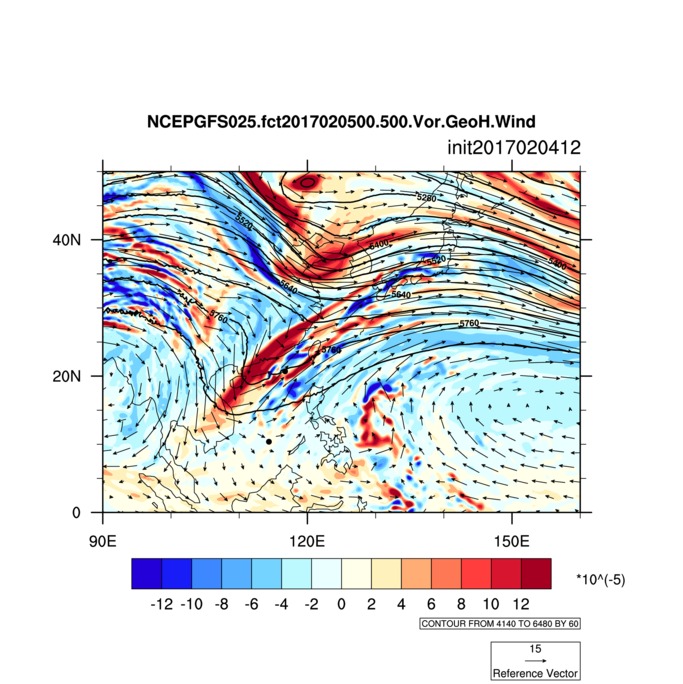 NCEPGFS025.fct2017020500.500.Vor.GeoH.Wind
init2017020412
5280
5520
40N
5400
5520
5400
5640
5640
5760
5760
5760
20N
0
90E 120E 150E
-12 -10 -8 -6 -4 -2 0 2 4 6 8 10 12
*10^(-5)
CONTOUR FROM 4140 TO 6480 BY 60
15
Reference Vector